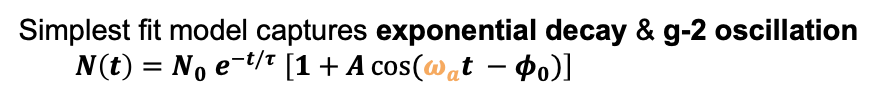 Simplest fit model captures exponential decay & g-2 oscillation
N(t) = N₀ e^{-t/τ} [1 + A cos(ωₐt − ϕ₀)]